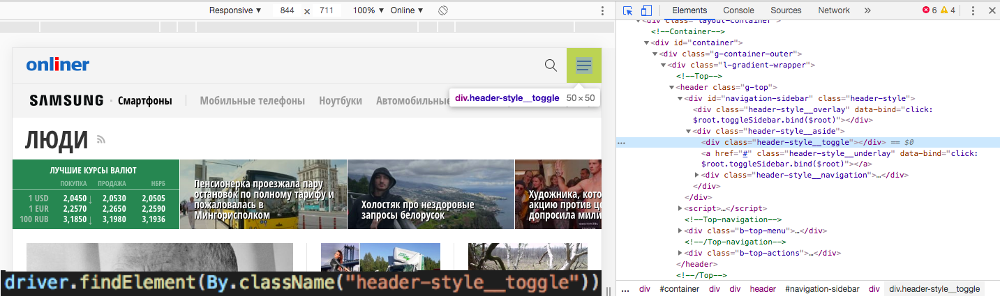 Responsive ▼ 844 × 711 100% ▼ Online ▼
onliner
div.header-style__toggle 50 × 50
SAMSUNG · Смартфоны Мобильные телефоны Ноутбуки Автомобильные
ЛЮДИ
ЛУЧШИЕ КУРСЫ ВАЛЮТ
ПОКУПКА ПРОДАЖА НБРБ
1 USD 2,0450↓ 2,0530 2,0505
1 EUR 2,2570 2,2650 2,2590
100 RUB 3,1850↓ 3,1980 3,1936
Пенсионерка проезжала пару
остановок по полному тарифу и
пожаловалась в
Мингорисполком
Холостяк про нездоровые
запросы белорусок
Художника, кото
акцию против це
допросила мили
driver.findElement(By.className("header-style__toggle"))
Elements Console Sources Network » 6 4
<div class="layout-container">
<!--Container-->
<div id="container">
<div class="g-container-outer">
<div class="l-gradient-wrapper">
<!--Top-->
<header class="g-top">
<div id="navigation-sidebar" class="header-style">
<div class="header-style__overlay" data-bind="click:
$root.toggleSidebar.bind($root)"></div>
<div class="header-style__aside">
… <div class="header-style__toggle"></div> == $0
<a href="#" class="header-style__underlay" data-bind="click:
$root.toggleSidebar.bind($root)"></a>
<div class="header-style__navigation">…</div>
</div>
</div>
<script>…</script>
<!--Top-navigation-->
<div class="b-top-menu">…</div>
<!--/Top-navigation-->
<div class="b-top-actions">…</div>
</header>
<!--/Top-->
… div #container div div header #navigation-sidebar div div.header-style__toggle